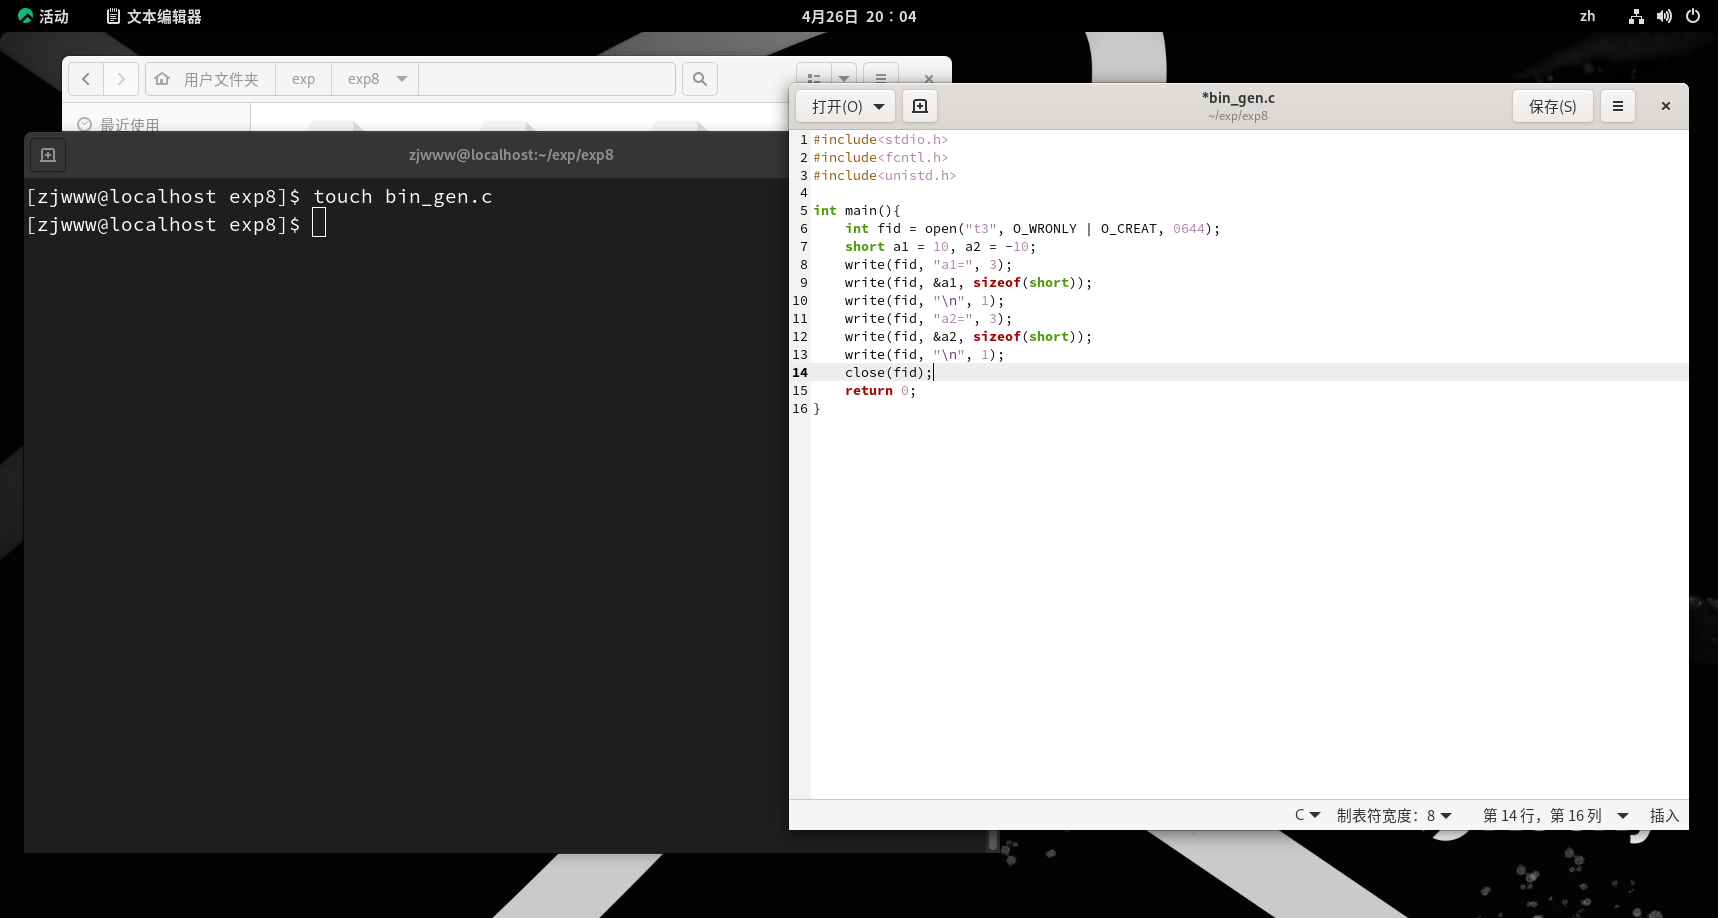 活动
文本编辑器
4月26日 20：04
zh
用户文件夹
exp
exp8
最近使用
zjwww@localhost:~/exp/exp8
[zjwww@localhost exp8]$ touch bin_gen.c
[zjwww@localhost exp8]$
打开(O)
*bin_gen.c
~/exp/exp8
保存(S)
1 #include<stdio.h>
2 #include<fcntl.h>
3 #include<unistd.h>
4
5 int main(){
6     int fid = open("t3", O_WRONLY | O_CREAT, 0644);
7     short a1 = 10, a2 = -10;
8     write(fid, "a1=", 3);
9     write(fid, &a1, sizeof(short));
10     write(fid, "\n", 1);
11     write(fid, "a2=", 3);
12     write(fid, &a2, sizeof(short));
13     write(fid, "\n", 1);
14     close(fid);
15     return 0;
16 }
C
制表符宽度：8
第 14 行，第 16 列
插入